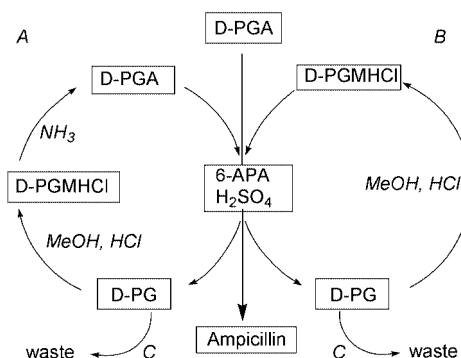 A
D-PGA
B
D-PGA
D-PGMHCl
NH₃
6-APA
H₂SO₄
D-PGMHCl
MeOH, HCl
MeOH, HCl
D-PG
D-PG
waste
C
Ampicillin
C
waste